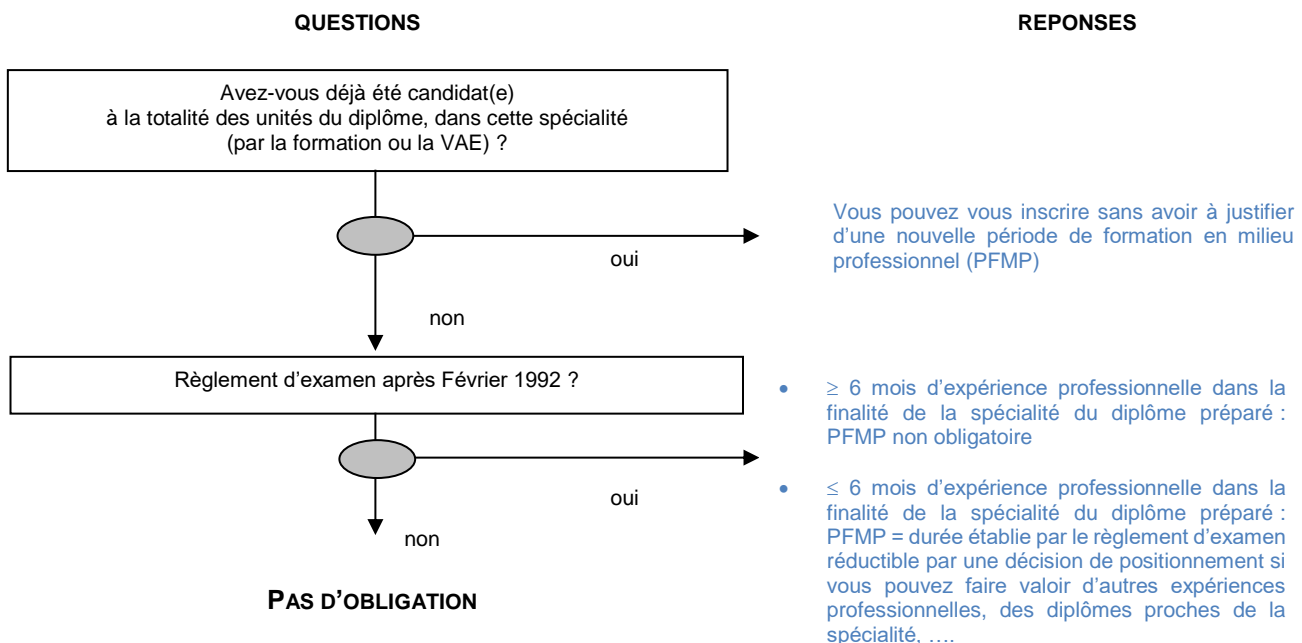 QUESTIONS
REPONSES
Avez-vous déjà été candidat(e)
à la totalité des unités du diplôme, dans cette spécialité
(par la formation ou la VAE) ?
oui
Vous pouvez vous inscrire sans avoir à justifier
d'une nouvelle période de formation en milieu
professionnel (PFMP)
non
Règlement d'examen après Février 1992 ?
oui
• ≥ 6 mois d'expérience professionnelle dans la
finalité de la spécialité du diplôme préparé :
PFMP non obligatoire
• ≤ 6 mois d'expérience professionnelle dans la
finalité de la spécialité du diplôme préparé :
PFMP = durée établie par le règlement d'examen
réductible par une décision de positionnement si
vous pouvez faire valoir d'autres expériences
professionnelles, des diplômes proches de la
spécialité, ….
non
PAS D'OBLIGATION